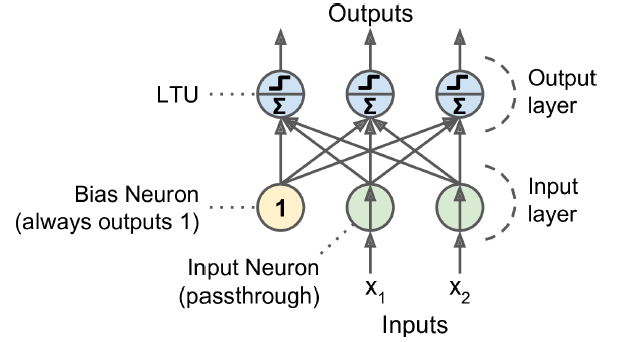 Outputs
LTU
Σ
Σ
Σ
Output
layer
Bias Neuron
(always outputs 1)
1
Input
layer
Input Neuron
(passthrough)
x₁
x₂
Inputs